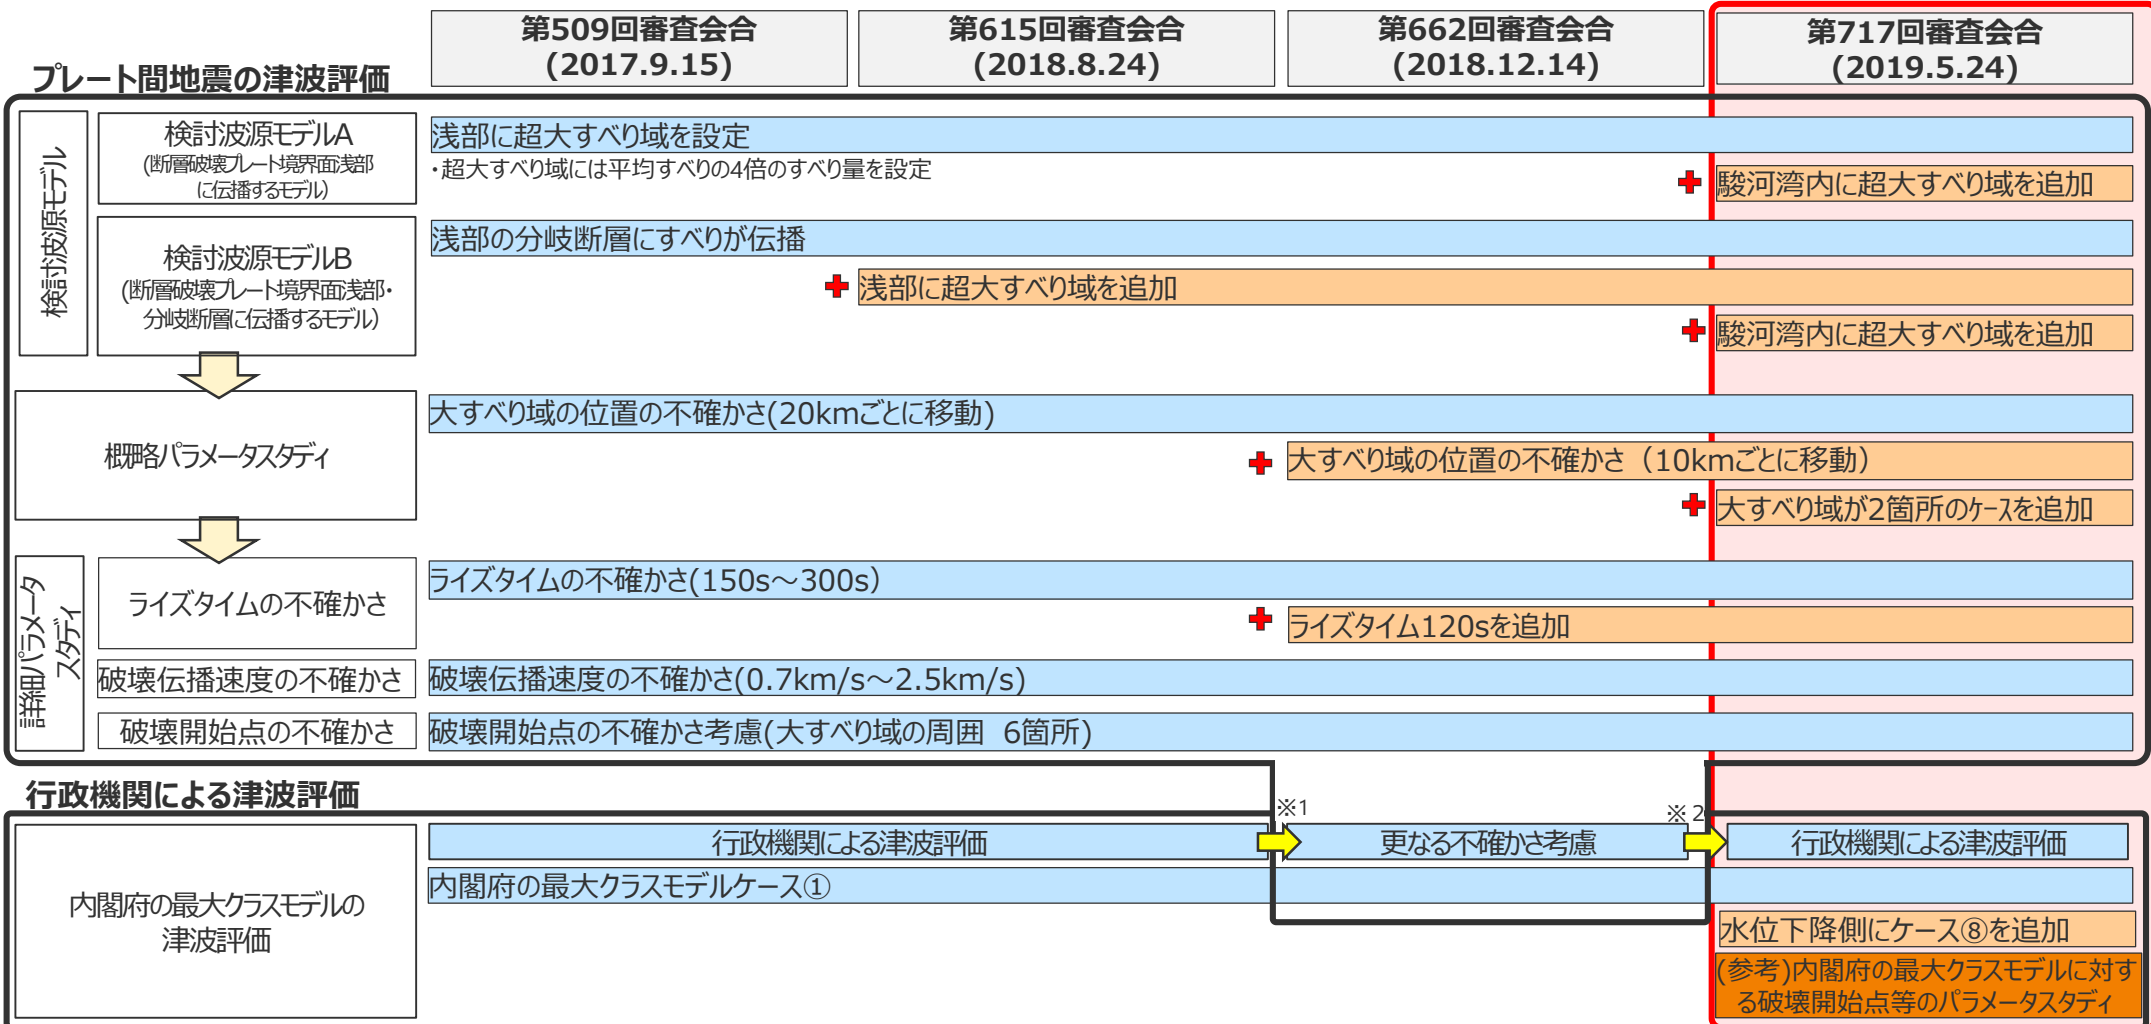 第509回審査会合
(2017.9.15)
第615回審査会合
(2018.8.24)
第662回審査会合
(2018.12.14)
第717回審査会合
(2019.5.24)
プレート間地震の津波評価
検討波源モデル
検討波源モデルA
(断層破壊プレート境界面浅部
に伝播するモデル)
浅部に超大すべり域を設定
・超大すべり域には平均すべりの4倍のすべり量を設定
駿河湾内に超大すべり域を追加
検討波源モデルB
(断層破壊プレート境界面浅部・
分岐断層に伝播するモデル)
浅部の分岐断層にすべりが伝播
浅部に超大すべり域を追加
駿河湾内に超大すべり域を追加
概略パラメータスタディ
大すべり域の位置の不確かさ(20kmごとに移動)
大すべり域の位置の不確かさ（10kmごとに移動）
大すべり域が2箇所のケースを追加
詳細パラメータ
スタディ
ライズタイムの不確かさ
ライズタイムの不確かさ(150s～300s）
ライズタイム120sを追加
破壊伝播速度の不確かさ
破壊伝播速度の不確かさ(0.7km/s～2.5km/s)
破壊開始点の不確かさ
破壊開始点の不確かさ考慮(大すべり域の周囲 6箇所)
行政機関による津波評価
※1
※2
内閣府の最大クラスモデルの
津波評価
行政機関による津波評価
更なる不確かさ考慮
行政機関による津波評価
内閣府の最大クラスモデルケース①
水位下降側にケース⑧を追加
(参考)内閣府の最大クラスモデルに対す
る破壊開始点等のパラメータスタディ